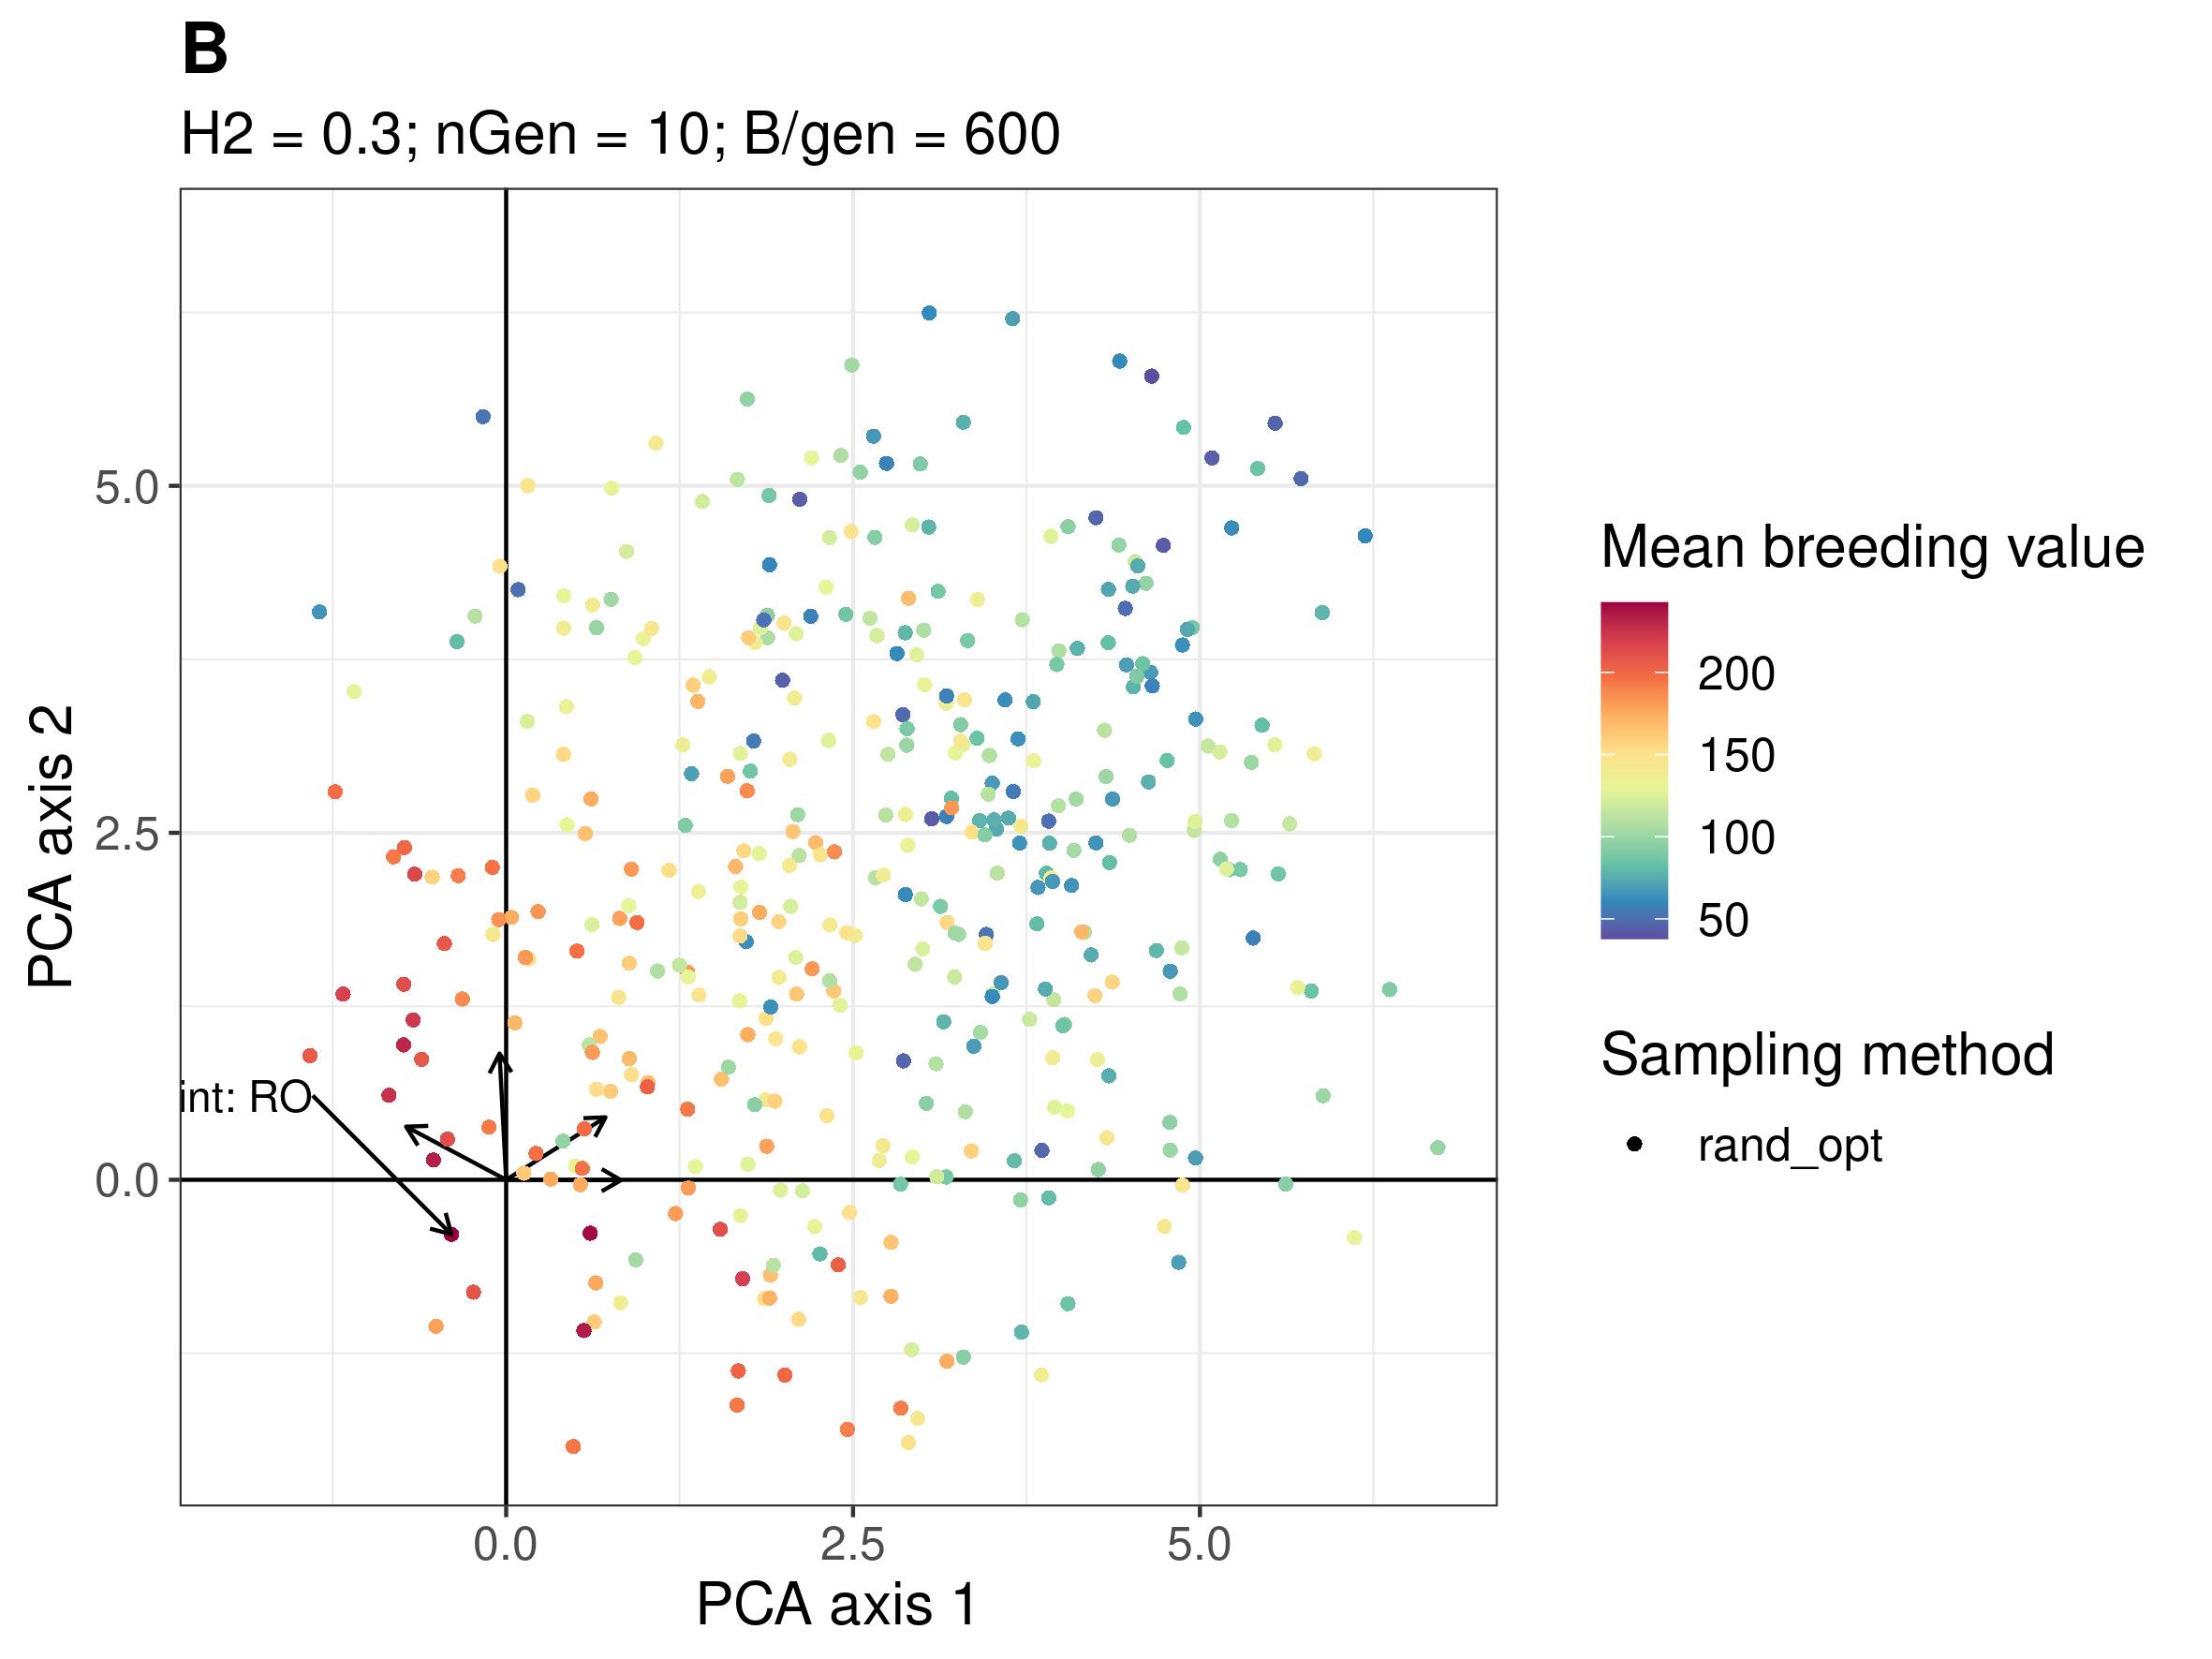 B
H2 = 0.3; nGen = 10; B/gen = 600
PCA axis 2
5.0
2.5
0.0
int: RO
0.0
2.5
5.0
PCA axis 1
Mean breeding value
200
150
100
50
Sampling method
rand_opt